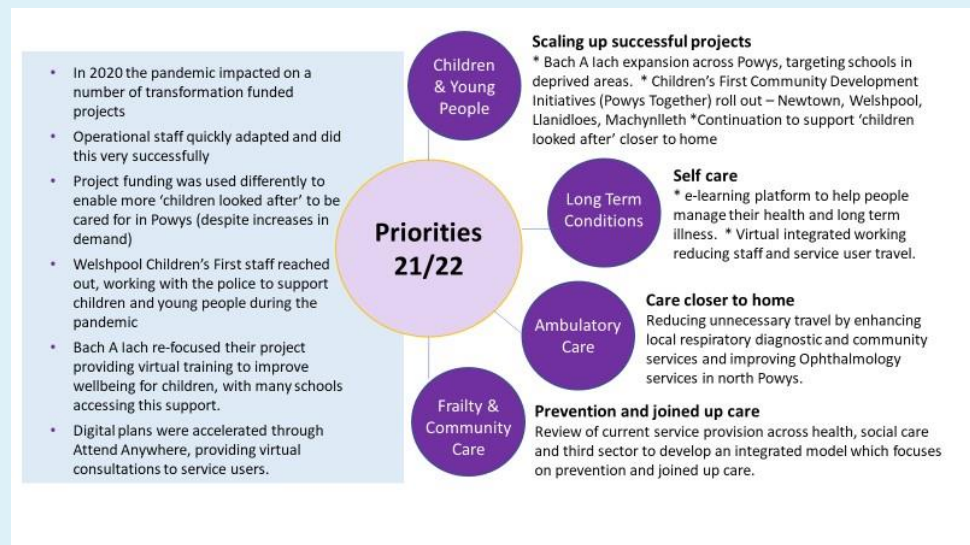 • In 2020 the pandemic impacted on a
number of transformation funded
projects
• Operational staff quickly adapted and did
this very successfully
• Project funding was used differently to
enable more ‘children looked after’ to be
cared for in Powys (despite increases in
demand)
• Welshpool Children’s First staff reached
out, working with the police to support
children and young people during the
pandemic
• Bach A Iach re-focused their project
providing virtual training to improve
wellbeing for children, with many schools
accessing this support.
• Digital plans were accelerated through
Attend Anywhere, providing virtual
consultations to service users.
Priorities
21/22
Children
& Young
People
Scaling up successful projects
* Bach A Iach expansion across Powys, targeting schools in
deprived areas. * Children’s First Community Development
Initiatives (Powys Together) roll out – Newtown, Welshpool,
Llanidloes, Machynlleth *Continuation to support ‘children
looked after’ closer to home
Long Term
Conditions
Self care
* e-learning platform to help people
manage their health and long term
illness. * Virtual integrated working
reducing staff and service user travel.
Ambulatory
Care
Care closer to home
Reducing unnecessary travel by enhancing
local respiratory diagnostic and community
services and improving Ophthalmology
services in north Powys.
Frailty &
Community
Care
Prevention and joined up care
Review of current service provision across health, social care
and third sector to develop an integrated model which focuses
on prevention and joined up care.